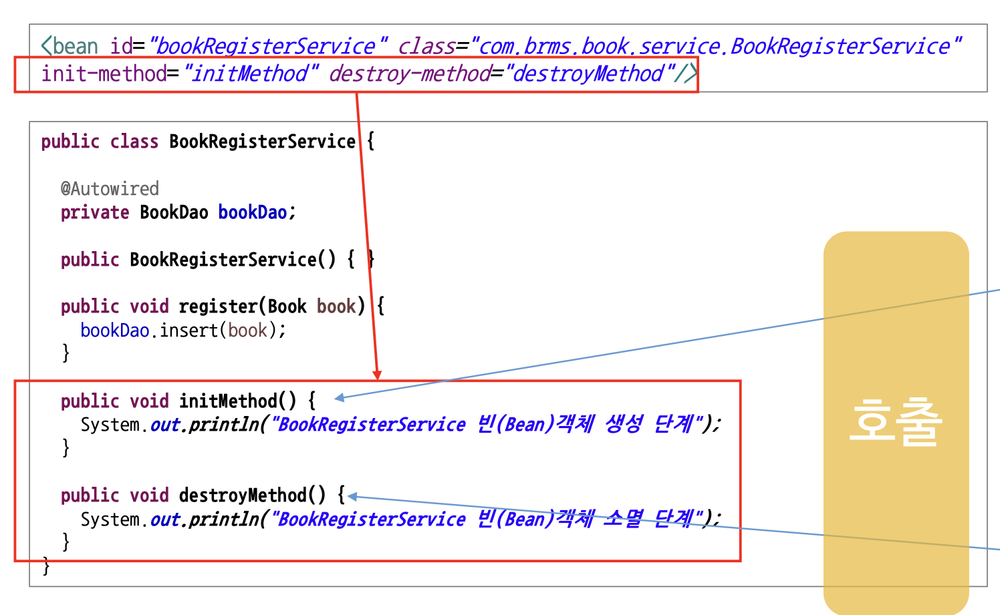 <bean id="bookRegisterService" class="com.brms.book.service.BookRegisterService"
init-method="initMethod" destroy-method="destroyMethod"/>
public class BookRegisterService {
@Autowired
private BookDao bookDao;
public BookRegisterService() { }
public void register(Book book) {
bookDao.insert(book);
}
public void initMethod() {
System.out.println("BookRegisterService 빈(Bean)객체 생성 단계");
}
public void destroyMethod() {
System.out.println("BookRegisterService 빈(Bean)객체 소멸 단계");
}
}
호출